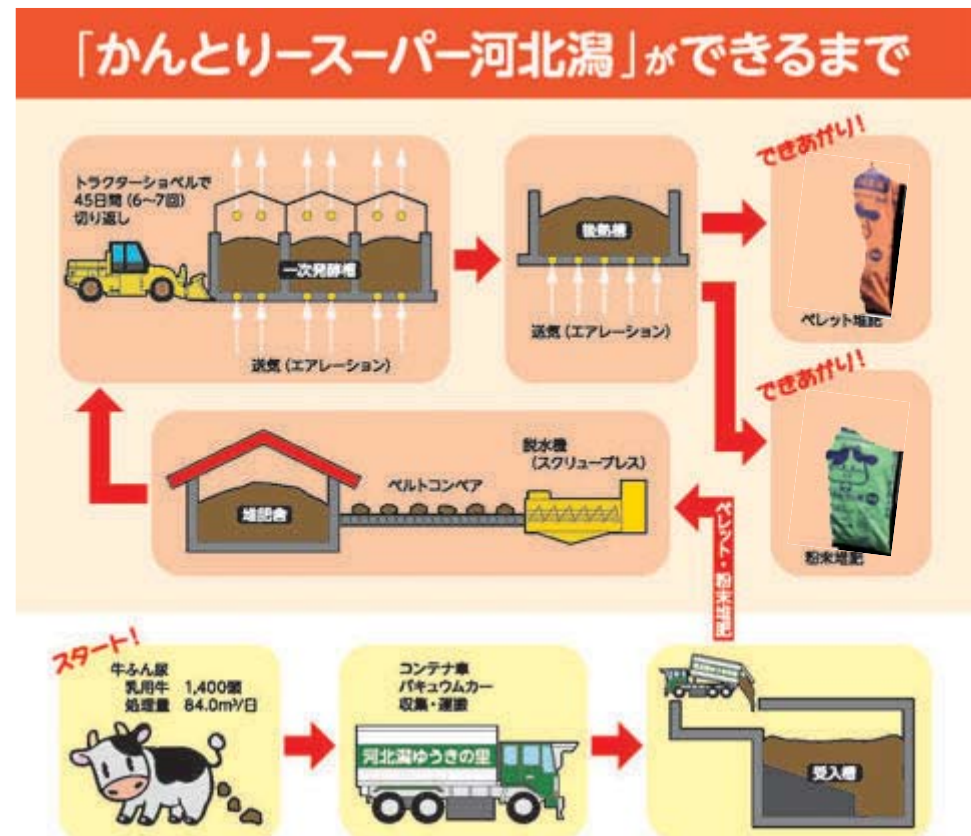 「かんとりースーパー河北潟」ができるまで
トラクターショベルで
45日間(6〜7回)
切り返し
一次発酵槽
送気(エアレーション)
後熟槽
送気(エアレーション)
できあがり!
ペレット堆肥
できあがり!
粉末堆肥
堆肥舎
ベルトコンベア
脱水機
(スクリュープレス)
ペレット・粉末堆肥
スタート!
牛ふん尿
乳用牛 1,400頭
処理量 84.0m³/日
コンテナ車
バキュウムカー
収集・運搬
河北潟ゆうきの里
受入槽